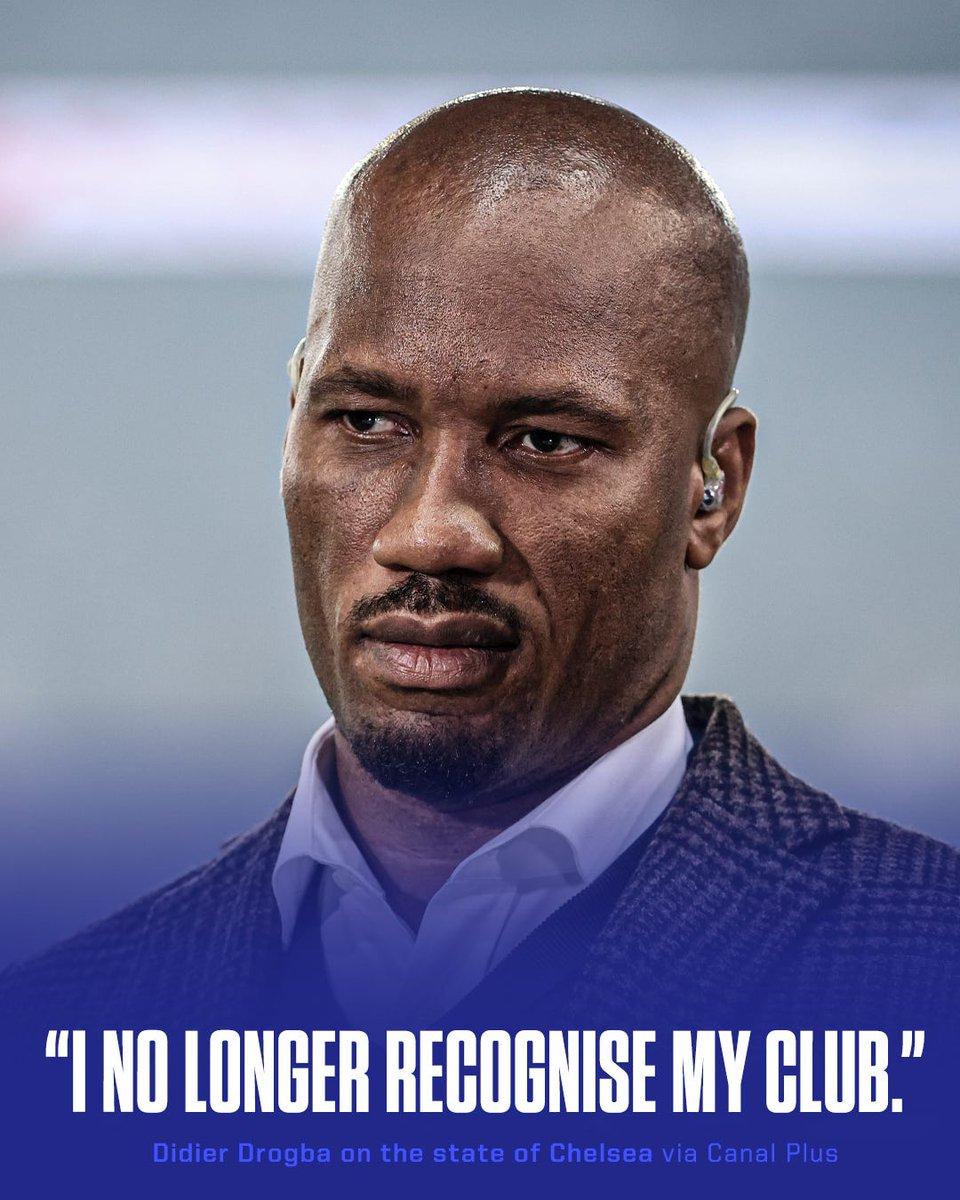 “I NO LONGER RECOGNISE MY CLUB.”
Didier Drogba on the state of Chelsea via Canal Plus